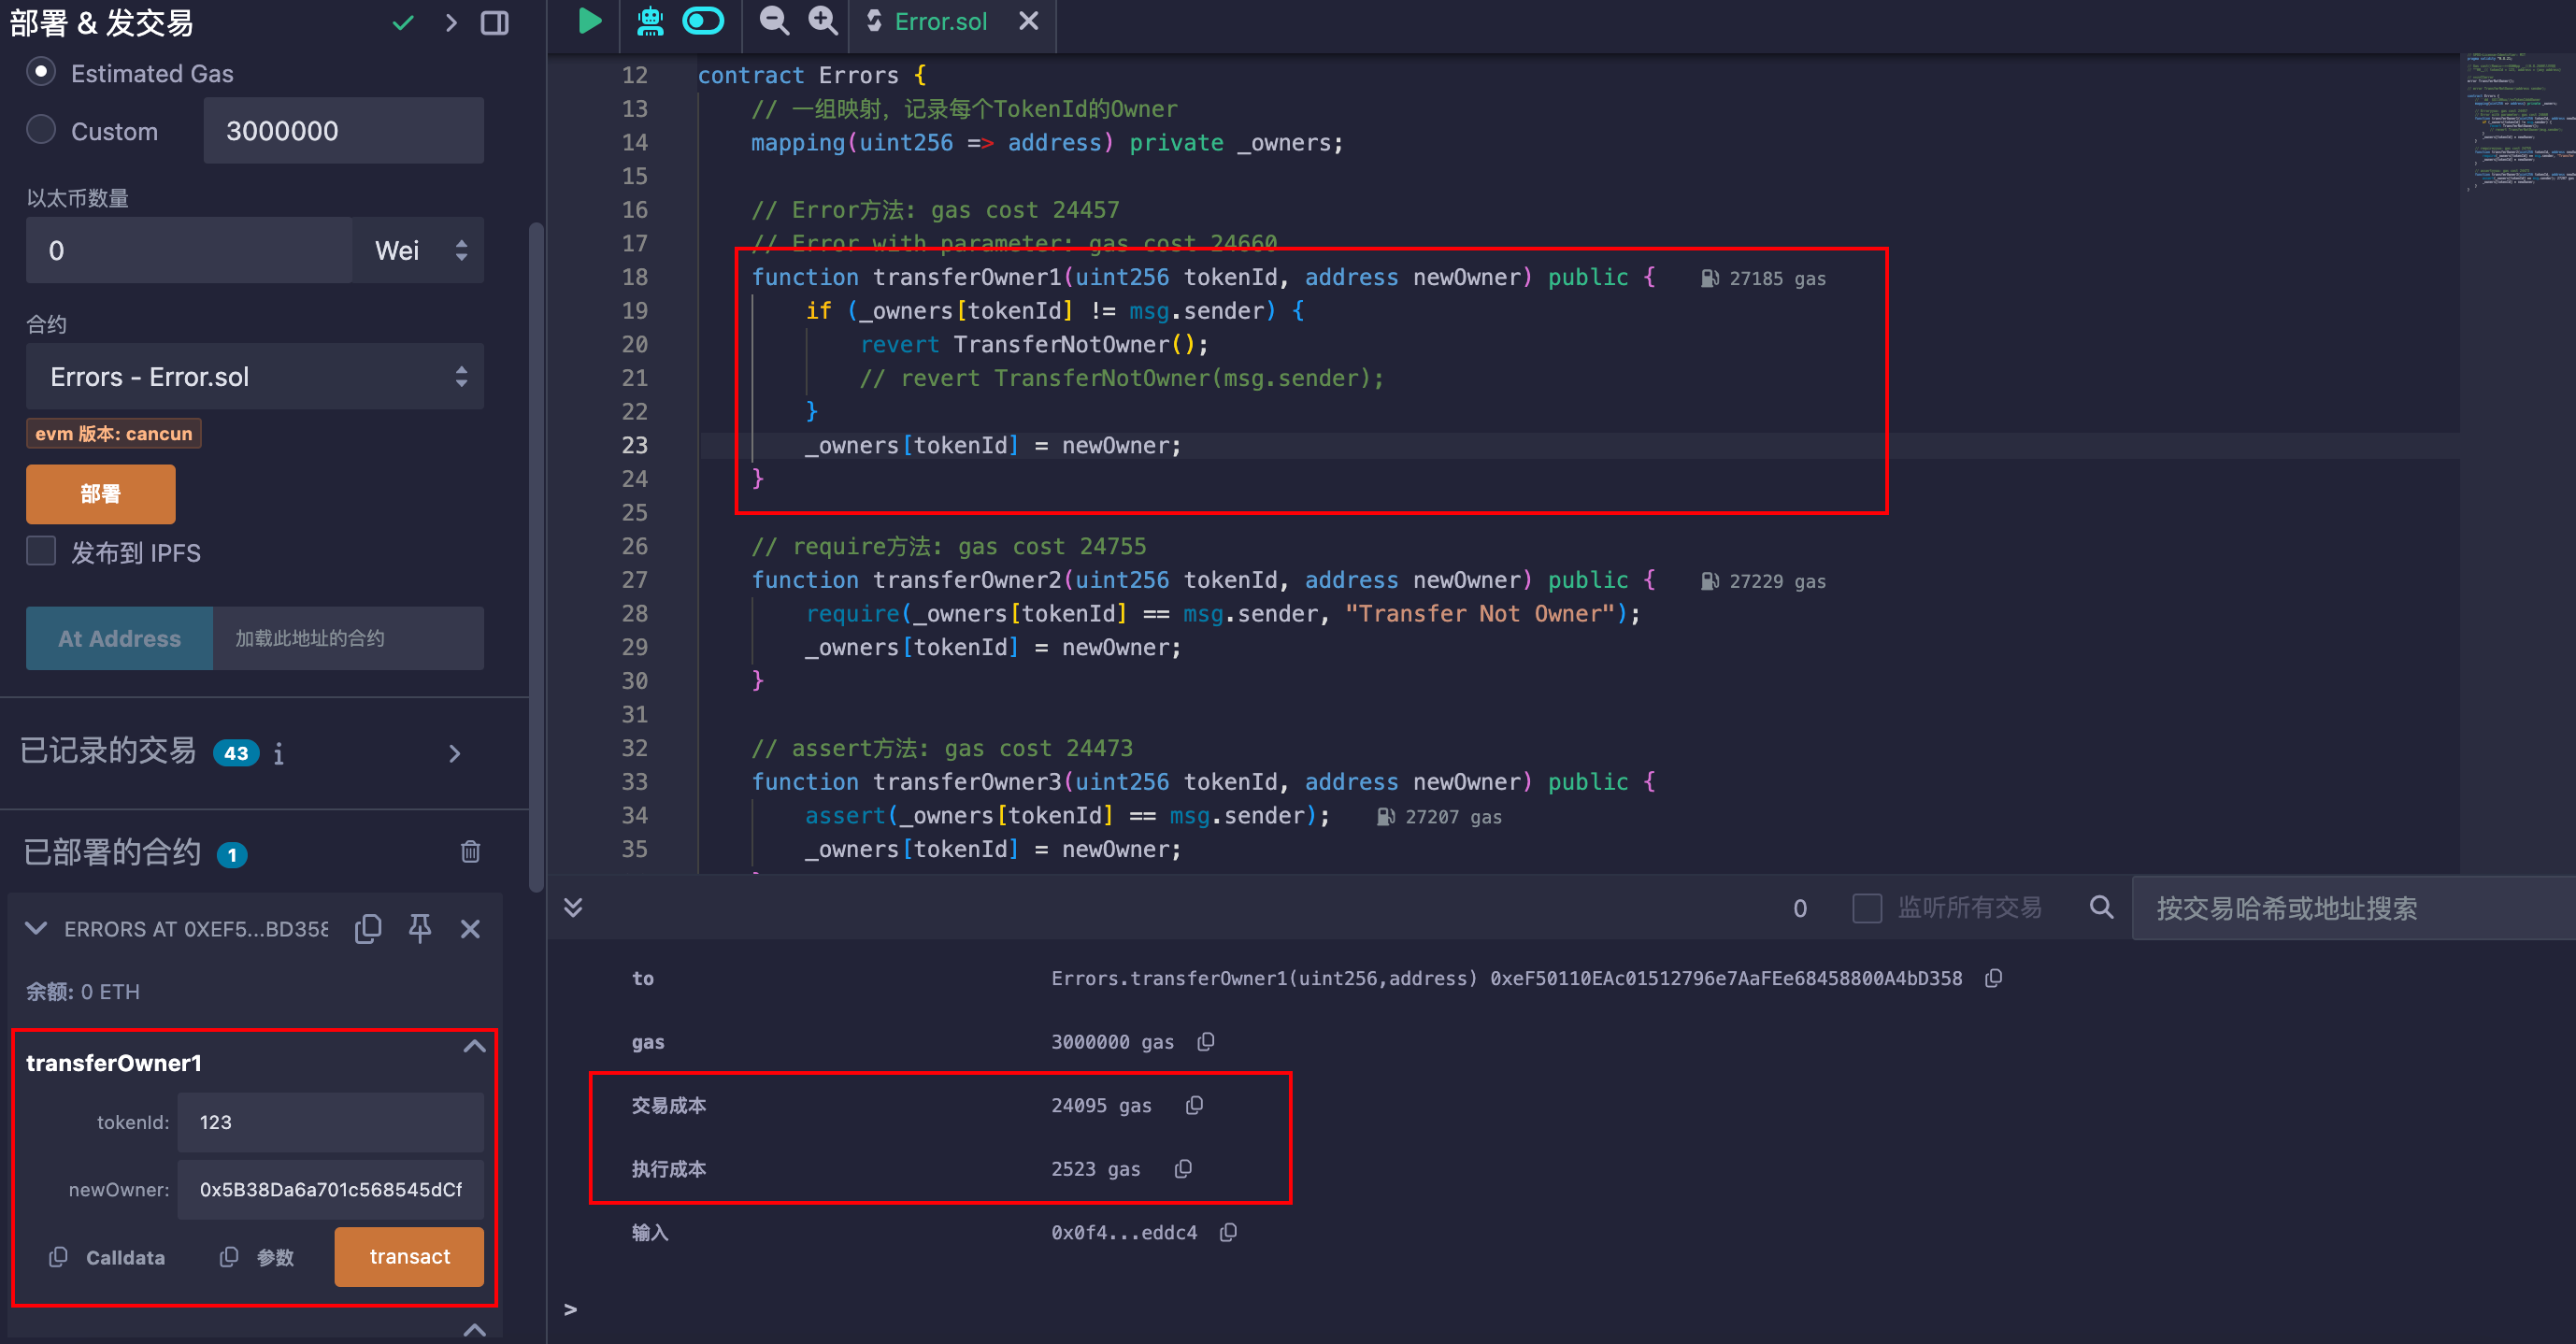 部署 & 发交易
Estimated Gas
Custom
3000000
以太币数量
0
Wei
合约
Errors - Error.sol
evm 版本: cancun
部署
发布到 IPFS
At Address
加载此地址的合约
已记录的交易 43 i
已部署的合约 1
ERRORS AT 0XEF5...BD358
余额: 0 ETH
transferOwner1
tokenId: 123
newOwner: 0x5B38Da6a701c568545dCf
Calldata 参数 transact
Error.sol
12 contract Errors {
13 // 一组映射，记录每个TokenId的Owner
14 mapping(uint256 => address) private _owners;
15
16 // Error方法: gas cost 24457
17 // Error with parameter: gas cost 24660
18 function transferOwner1(uint256 tokenId, address newOwner) public { 27185 gas
19 if (_owners[tokenId] != msg.sender) {
20 revert TransferNotOwner();
21 // revert TransferNotOwner(msg.sender);
22 }
23 _owners[tokenId] = newOwner;
24 }
25
26 // require方法: gas cost 24755
27 function transferOwner2(uint256 tokenId, address newOwner) public { 27229 gas
28 require(_owners[tokenId] == msg.sender, "Transfer Not Owner");
29 _owners[tokenId] = newOwner;
30 }
31
32 // assert方法: gas cost 24473
33 function transferOwner3(uint256 tokenId, address newOwner) public {
34 assert(_owners[tokenId] == msg.sender); 27207 gas
35 _owners[tokenId] = newOwner;
0 监听所有交易 按交易哈希或地址搜索
to Errors.transferOwner1(uint256,address) 0xeF50110EAc01512796e7AaFEe68458800A4bD358
gas 3000000 gas
交易成本 24095 gas
执行成本 2523 gas
输入 0x0f4...eddc4
>